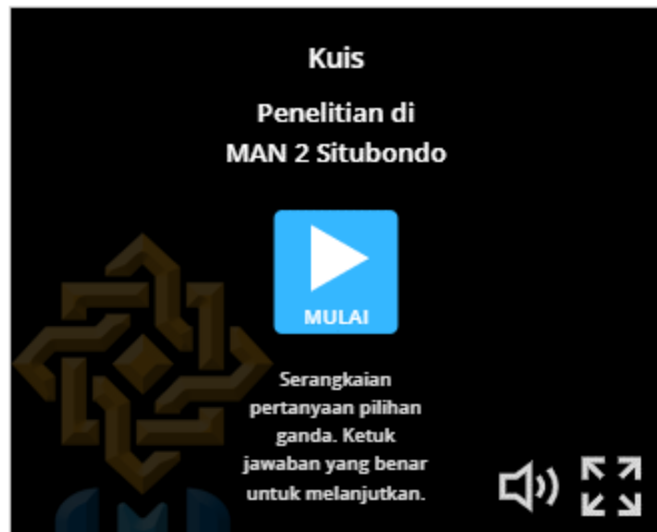 Kuis
Penelitian di
MAN 2 Situbondo
MULAI
Serangkaian
pertanyaan pilihan
ganda. Ketuk
jawaban yang benar
untuk melanjutkan.